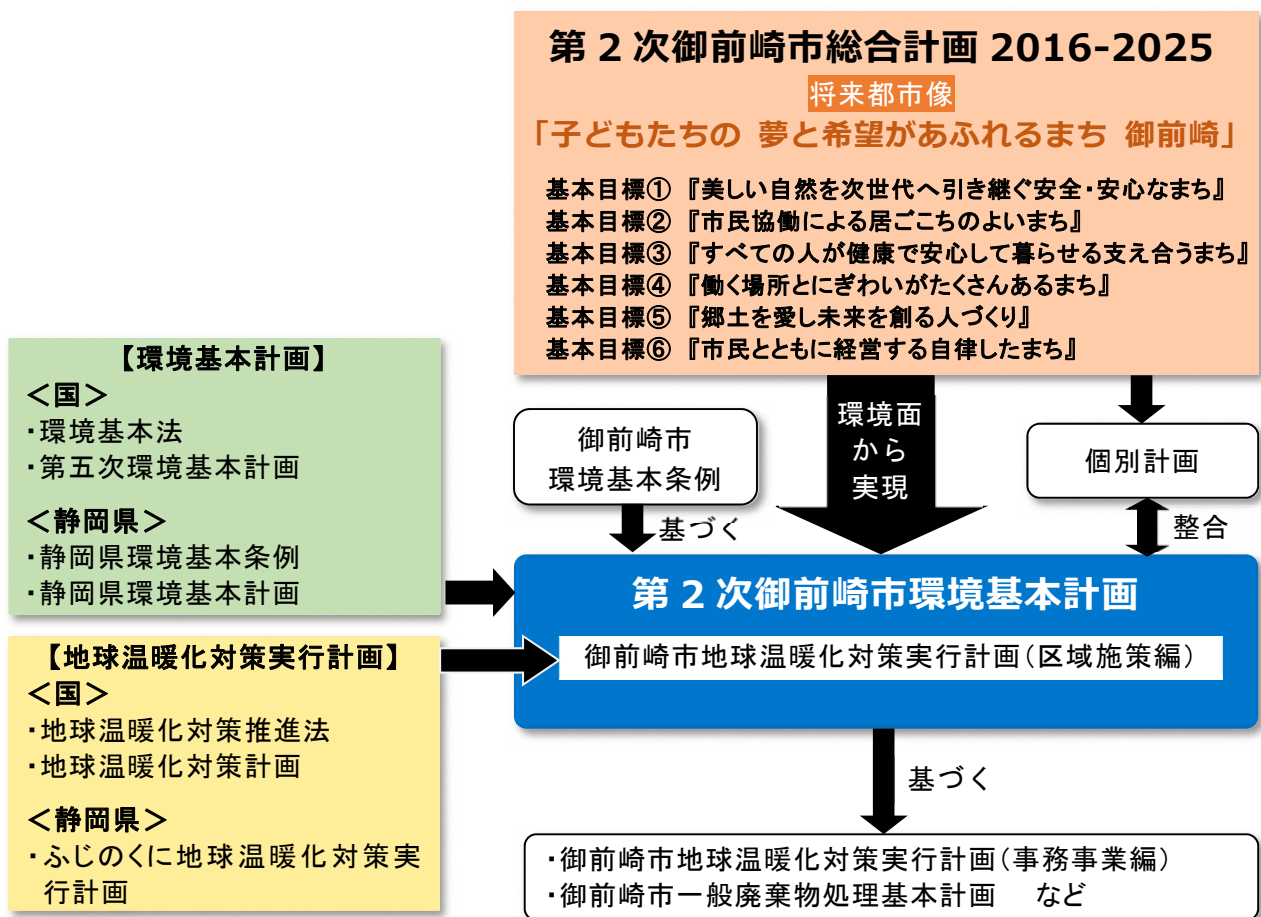 第2次御前崎市総合計画 2016-2025
将来都市像
「子どもたちの 夢と希望があふれるまち 御前崎」
基本目標① 『美しい自然を次世代へ引き継ぐ安全・安心なまち』
基本目標② 『市民協働による居ごこちのよいまち』
基本目標③ 『すべての人が健康で安心して暮らせる支え合うまち』
基本目標④ 『働く場所とにぎわいがたくさんあるまち』
基本目標⑤ 『郷土を愛し未来を創る人づくり』
基本目標⑥ 『市民とともに経営する自律したまち』
【環境基本計画】
＜国＞
・環境基本法
・第五次環境基本計画
＜静岡県＞
・静岡県環境基本条例
・静岡県環境基本計画
御前崎市
環境基本条例
基づく
環境面
から
実現
個別計画
整合
第2次御前崎市環境基本計画
御前崎市地球温暖化対策実行計画（区域施策編）
【地球温暖化対策実行計画】
＜国＞
・地球温暖化対策推進法
・地球温暖化対策計画
＜静岡県＞
・ふじのくに地球温暖化対策実
行計画
基づく
・御前崎市地球温暖化対策実行計画（事務事業編）
・御前崎市一般廃棄物処理基本計画 など